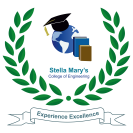 Stella Mary's
College of Engineering
Experience Excellence